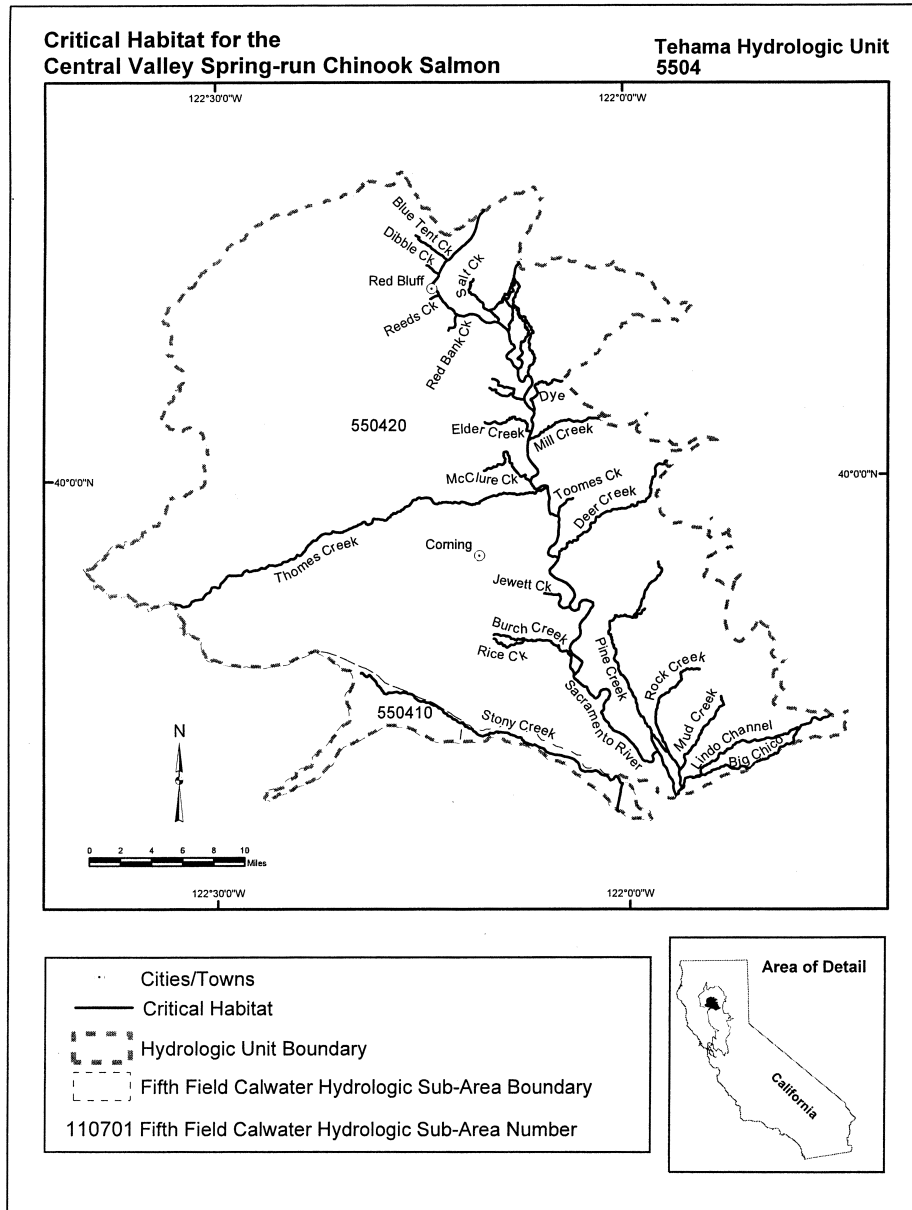 Critical Habitat for the
Central Valley Spring-run Chinook Salmon
Tehama Hydrologic Unit
5504
122°30'0"W
122°0'0"W
Blue Tent Ck
Dibble Ck
Red Bluff
Salt Ck
Reeds Ck
Red Bank Ck
Dye
550420
Elder Creek
Mill Creek
40°0'0"N
40°0'0"N
McClure Ck
Toomes Ck
Deer Creek
Corning
Thomes Creek
Jewett Ck
Burch Creek
Rice Ck
Pine Creek
Rock Creek
Sacramento River
Mud Creek
550410
Stony Creek
Lindo Channel
Big Chico
N
0 2 4 6 8 10
Miles
122°30'0"W
122°0'0"W
Cities/Towns
Critical Habitat
Hydrologic Unit Boundary
Fifth Field Calwater Hydrologic Sub-Area Boundary
110701 Fifth Field Calwater Hydrologic Sub-Area Number
Area of Detail
California